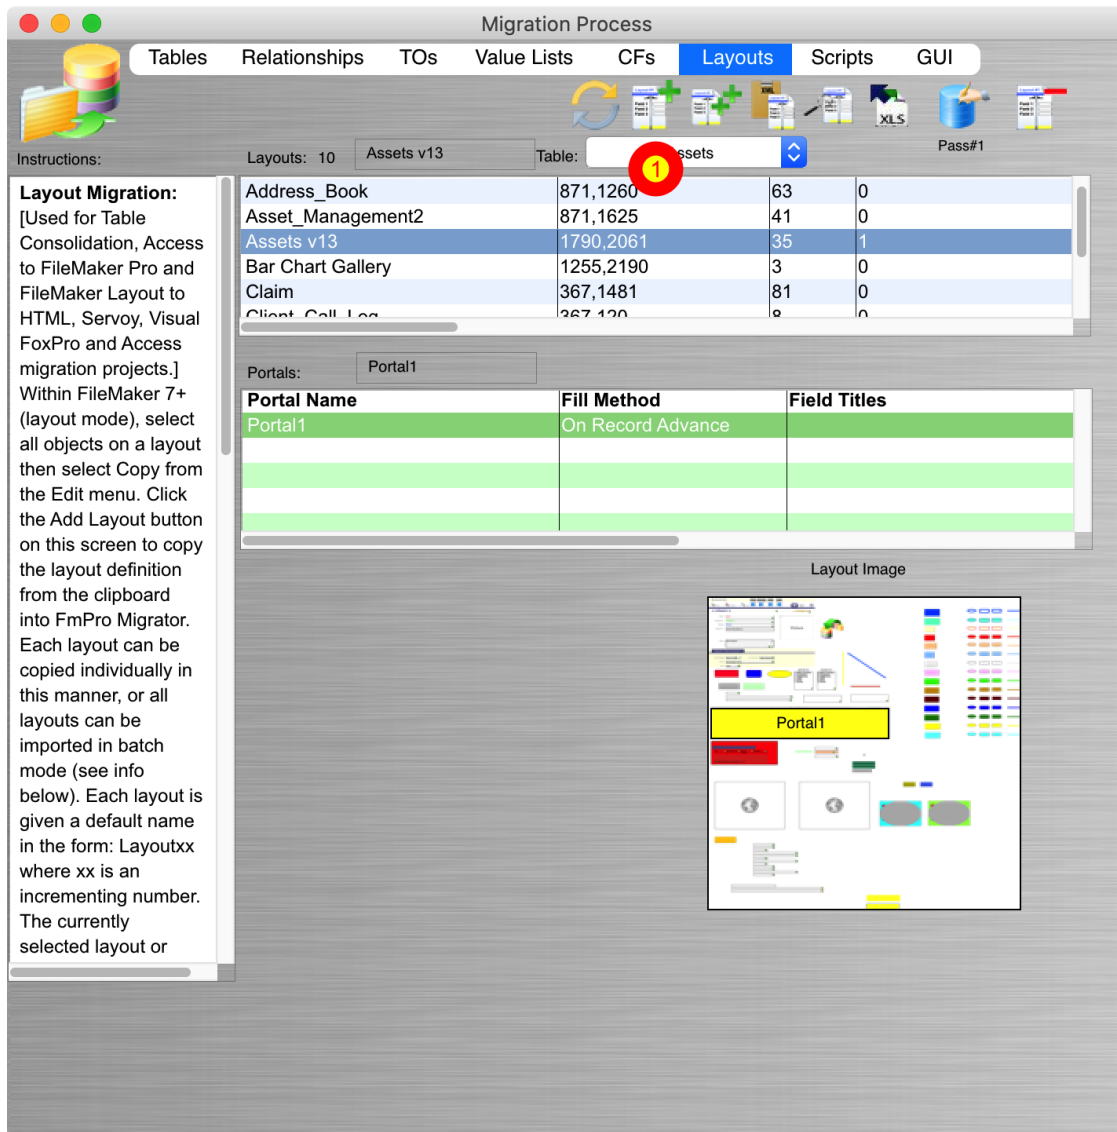 Migration Process
Tables Relationships TOs Value Lists CFs Layouts Scripts GUI
XML
XLS
Pass#1
Instructions:
Layouts: 10 Assets v13 Table: ssets
1
Layout Migration:
[Used for Table
Consolidation, Access
to FileMaker Pro and
FileMaker Layout to
HTML, Servoy, Visual
FoxPro and Access
migration projects.]
Within FileMaker 7+
(layout mode), select
all objects on a layout
then select Copy from
the Edit menu. Click
the Add Layout button
on this screen to copy
the layout definition
from the clipboard
into FmPro Migrator.
Each layout can be
copied individually in
this manner, or all
layouts can be
imported in batch
mode (see info
below). Each layout is
given a default name
in the form: Layoutxx
where xx is an
incrementing number.
The currently
selected layout or
Address_Book 871,1260 63 0
Asset_Management2 871,1625 41 0
Assets v13 1790,2061 35 1
Bar Chart Gallery 1255,2190 3 0
Claim 367,1481 81 0
Client_Call_Log 367,120 8 0
Portals: Portal1
Portal Name Fill Method Field Titles
Portal1 On Record Advance
Layout Image
Portal1